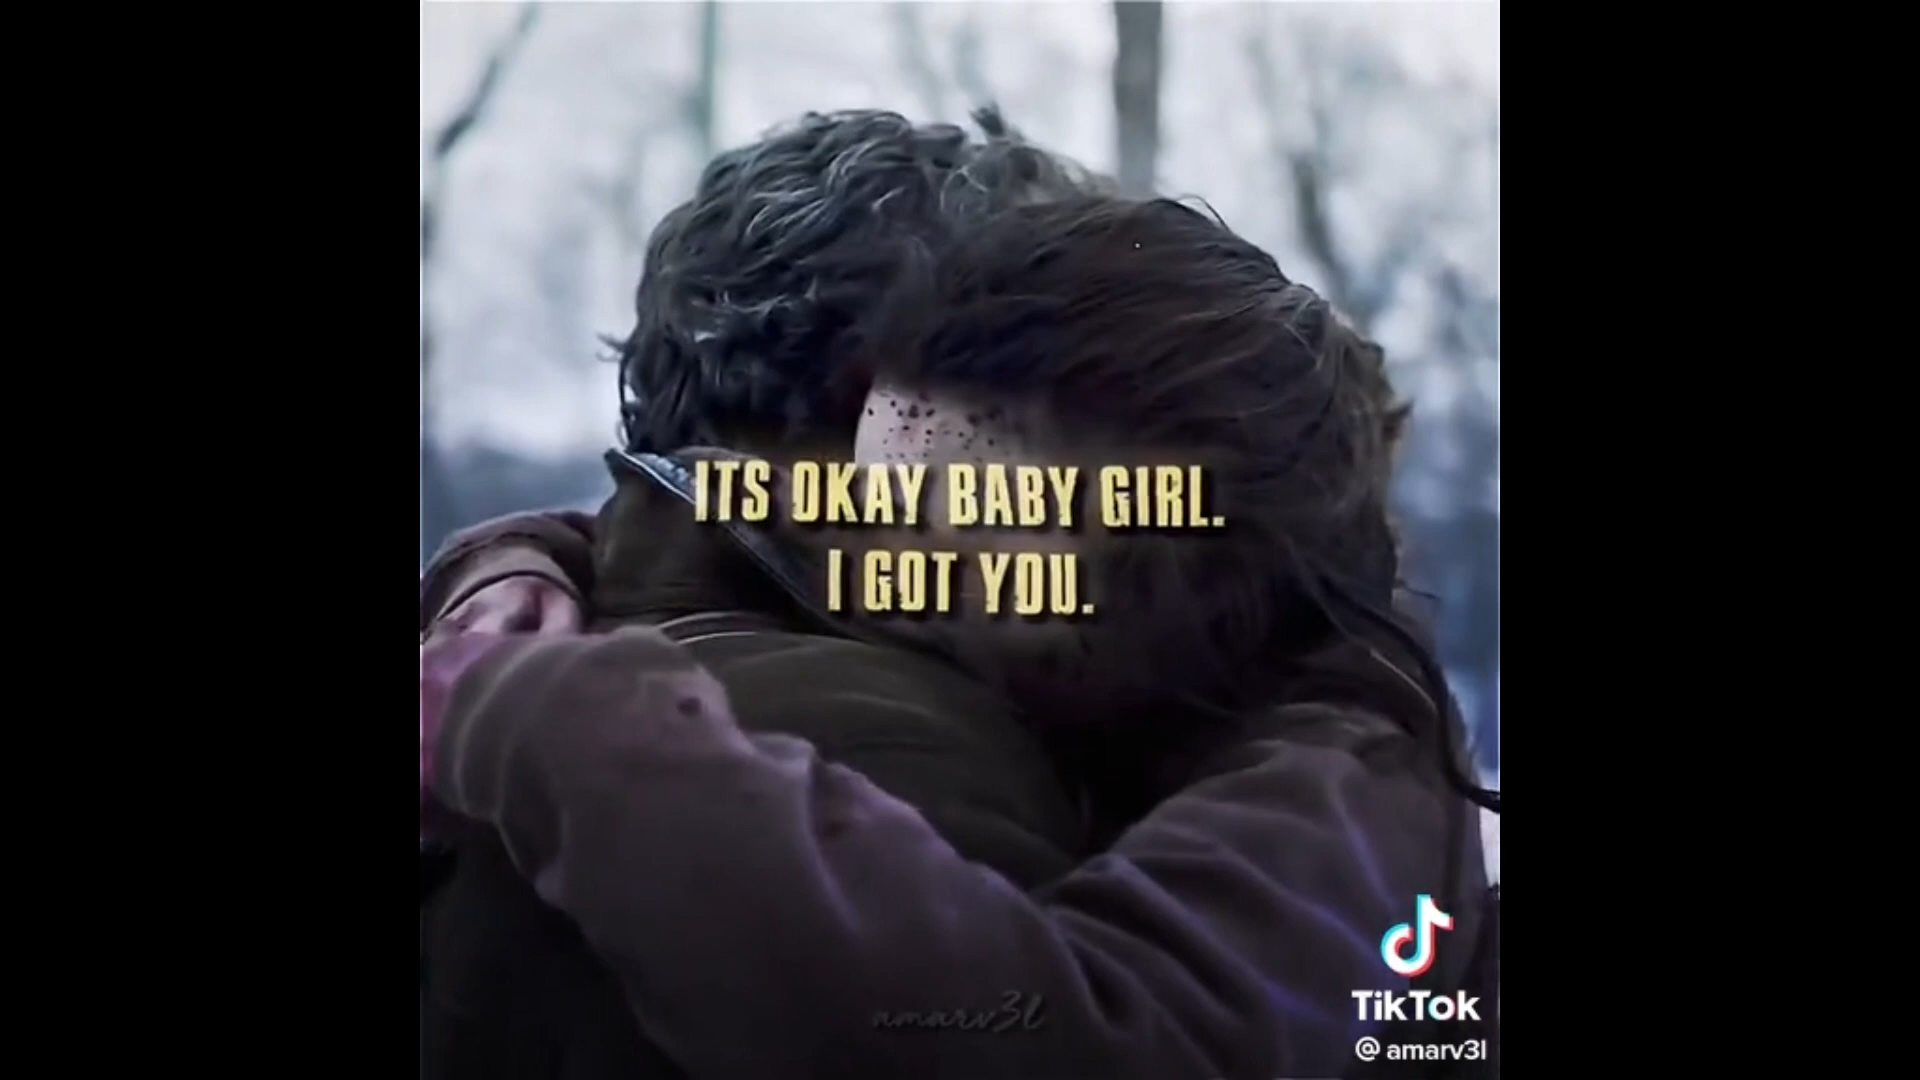 ITS OKAY BABY GIRL.
I GOT YOU.
amarv3l
TikTok
@ amarv3l